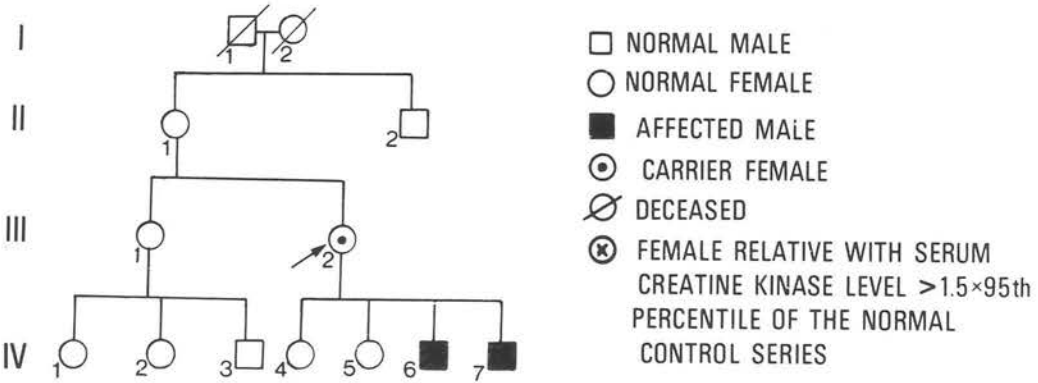 I
1 2
II
1 2
III
1 2
IV
1 2 3 4 5 6 7
NORMAL MALE
NORMAL FEMALE
AFFECTED MALE
CARRIER FEMALE
DECEASED
FEMALE RELATIVE WITH SERUM
CREATINE KINASE LEVEL >1.5×95th
PERCENTILE OF THE NORMAL
CONTROL SERIES